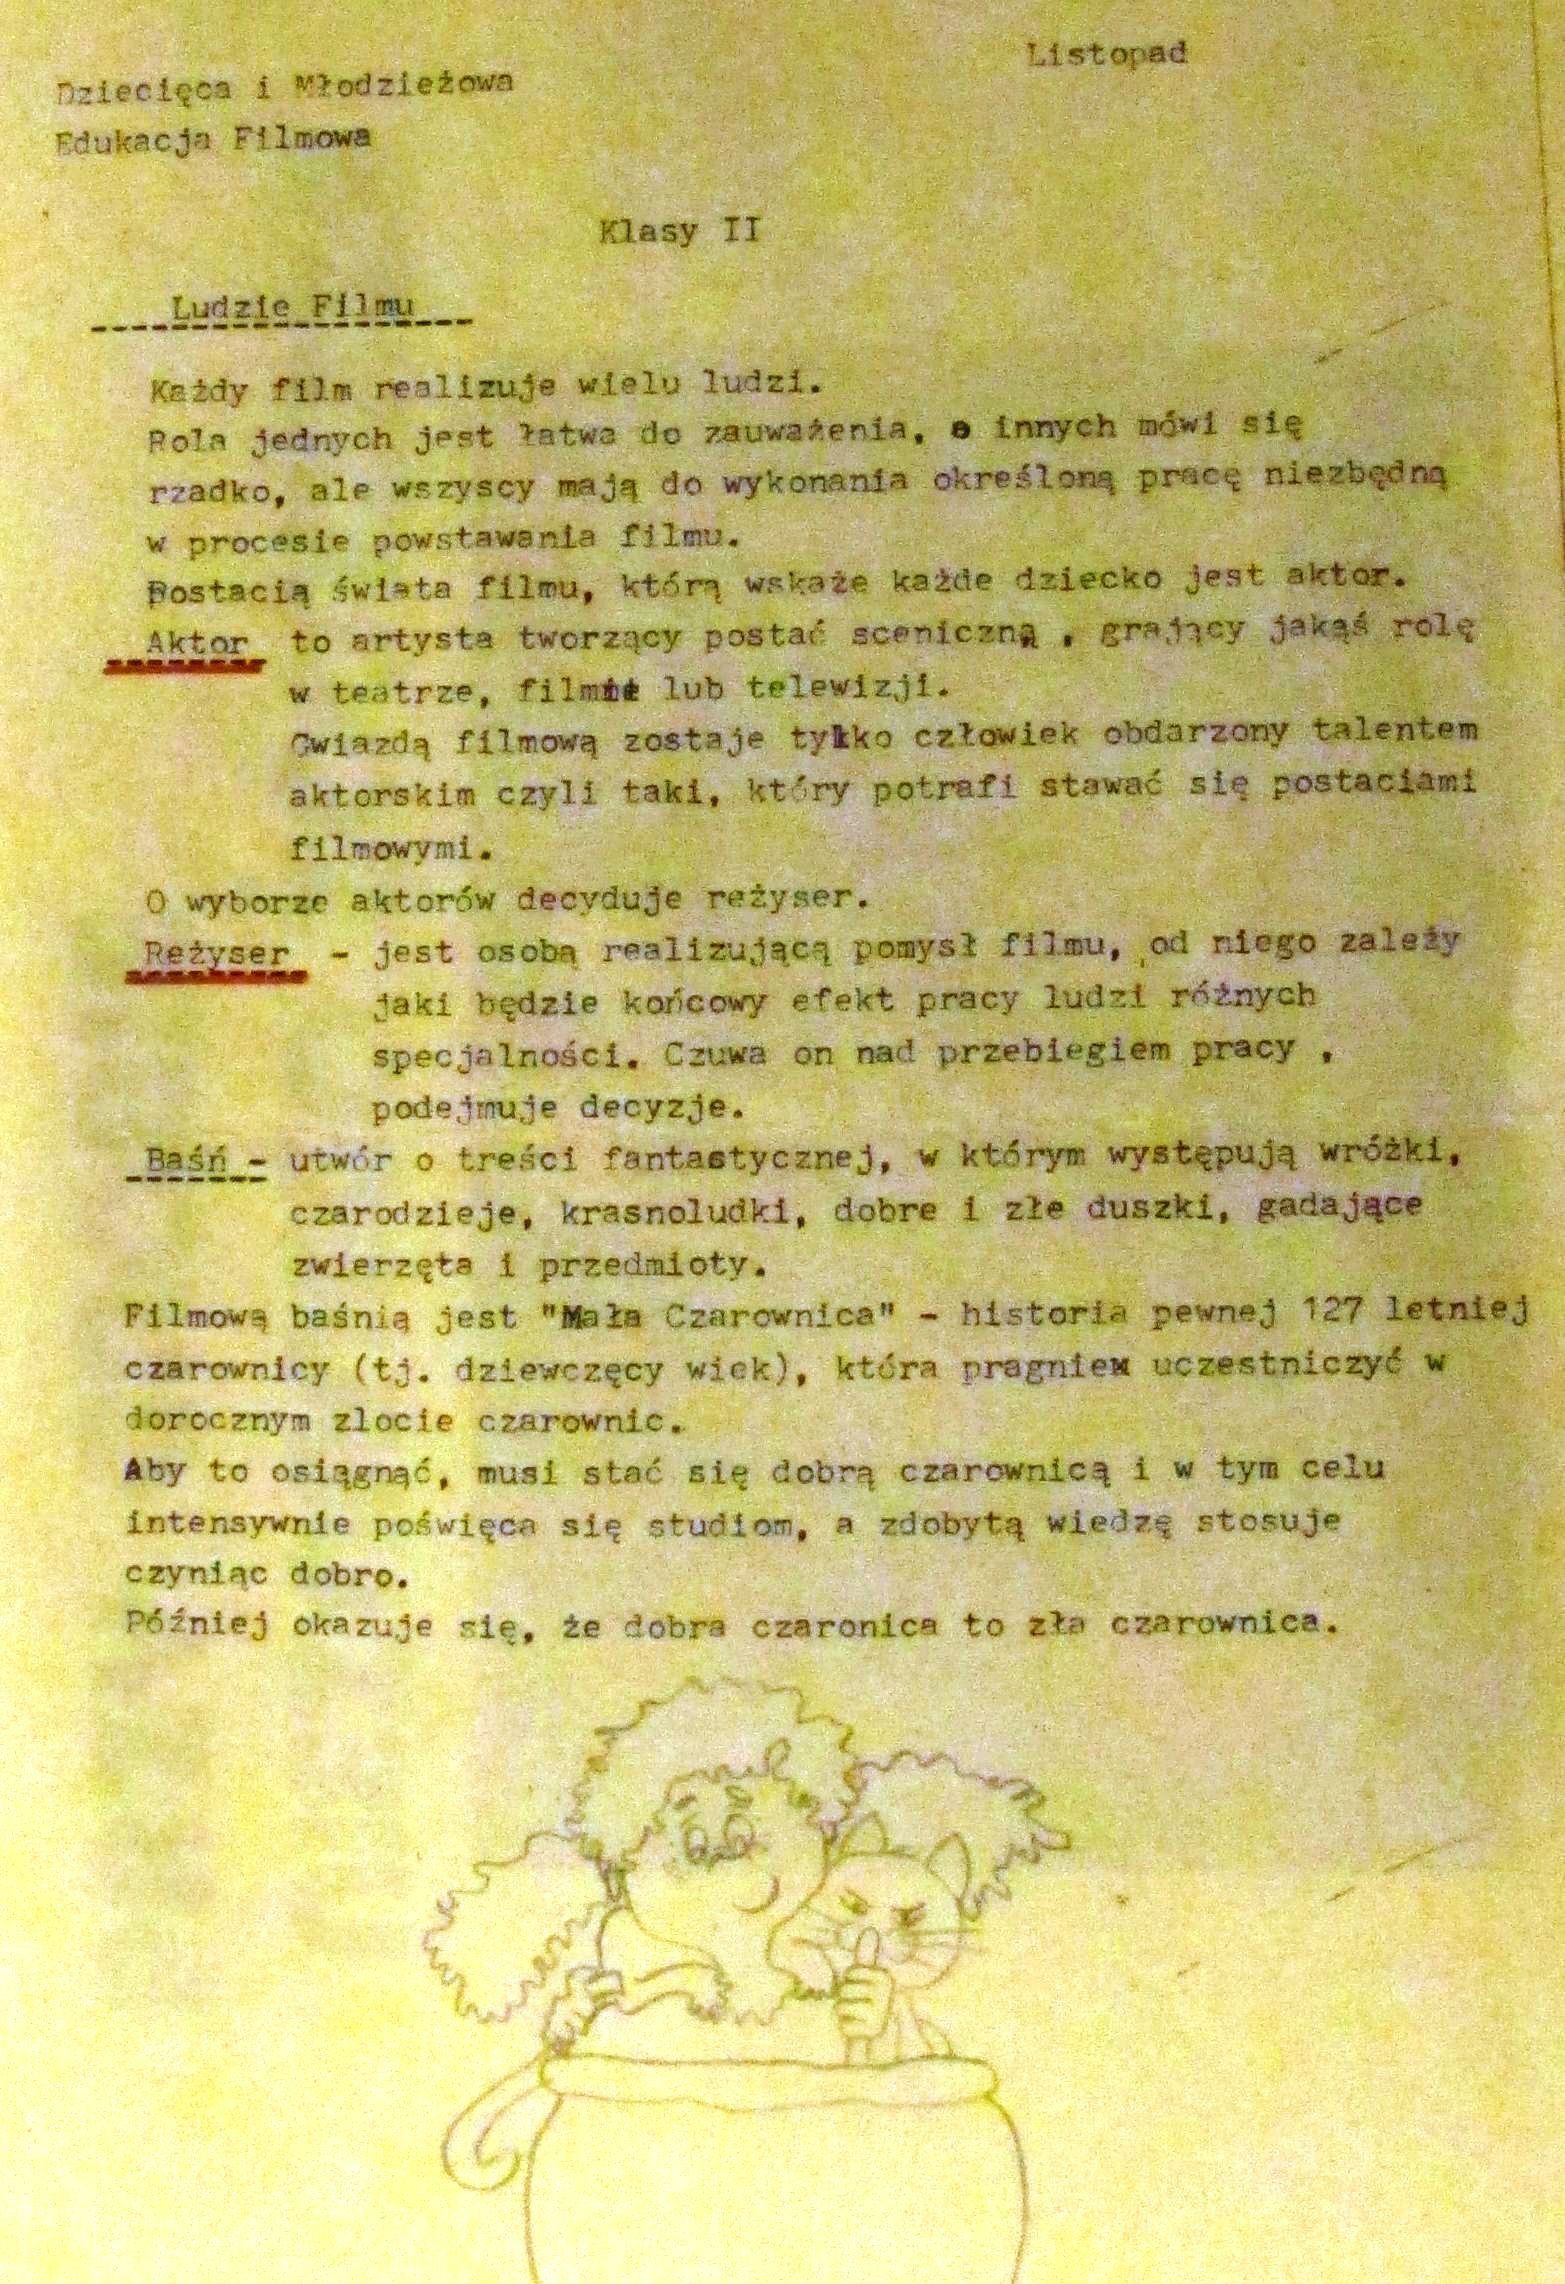 Listopad
Dziecięca i Młodzieżowa
Edukacja Filmowa
Klasy II
Ludzie Filmu
Każdy film realizuje wielu ludzi.
Rola jednych jest łatwa do zauważenia, o innych mówi się
rzadko, ale wszyscy mają do wykonania określoną pracę niezbędną
w procesie powstawania filmu.
Postacią świata filmu, którą wskaże każde dziecko jest aktor.
Aktor to artysta tworzący postać sceniczną , grający jakąś rolę
w teatrze, filmie lub telewizji.
Gwiazdą filmową zostaje tylko człowiek obdarzony talentem
aktorskim czyli taki, który potrafi stawać się postaciami
filmowymi.
O wyborze aktorów decyduje reżyser.
Reżyser - jest osobą realizującą pomysł filmu, od niego zależy
jaki będzie końcowy efekt pracy ludzi różnych
specjalności. Czuwa on nad przebiegiem pracy ,
podejmuje decyzje.
Baśń - utwór o treści fantastycznej, w którym występują wróżki,
czarodzieje, krasnoludki, dobre i złe duszki, gadające
zwierzęta i przedmioty.
Filmową baśnią jest "Mała Czarownica" - historia pewnej 127 letniej
czarownicy (tj. dziewczęcy wiek), która pragnie uczestniczyć w
dorocznym zlocie czarownic.
Aby to osiągnąć, musi stać się dobrą czarownicą i w tym celu
intensywnie poświęca się studiom, a zdobytą wiedzę stosuje
czyniąc dobro.
Później okazuje się, że dobra czaronica to zła czarownica.